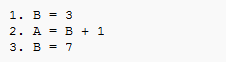 1. B = 3
2. A = B + 1
3. B = 7